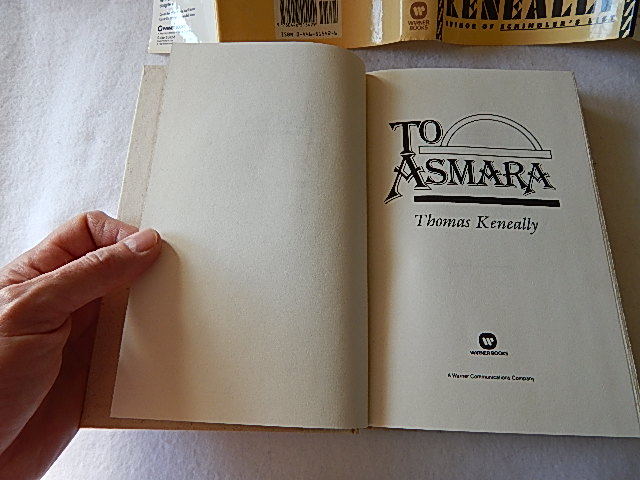 WARNER
BOOKS
KENEALLY
AUTHOR OF SCHINDLER'S LIST
TO
ASMARA
Thomas Keneally
WARNER BOOKS
A Warner Communications Company